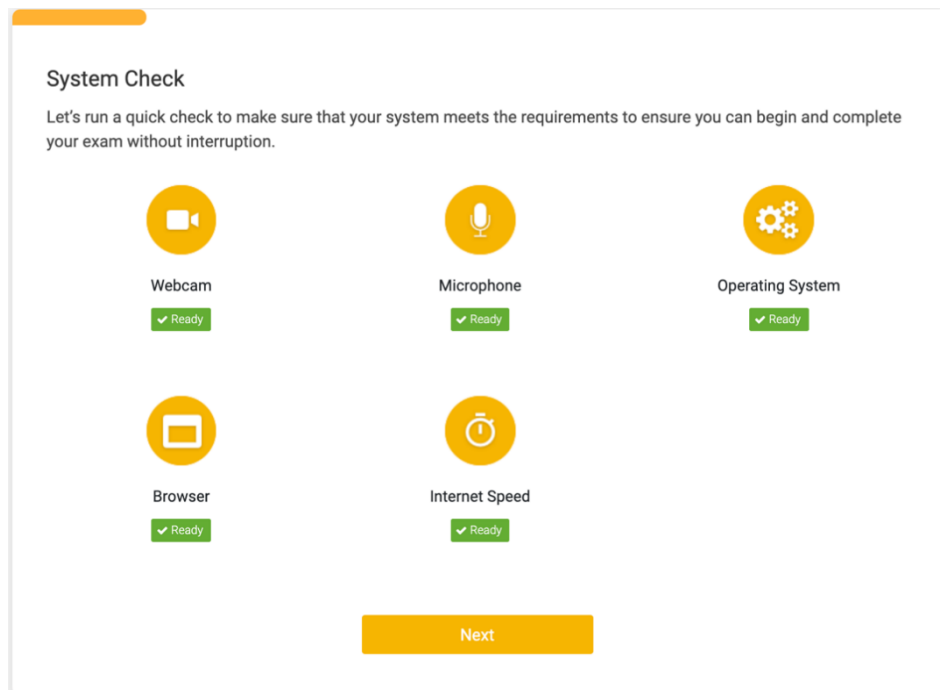 System Check
Let's run a quick check to make sure that your system meets the requirements to ensure you can begin and complete
your exam without interruption.
Webcam
Microphone
Operating System
Ready
Ready
Ready
Browser
Internet Speed
Ready
Ready
Next